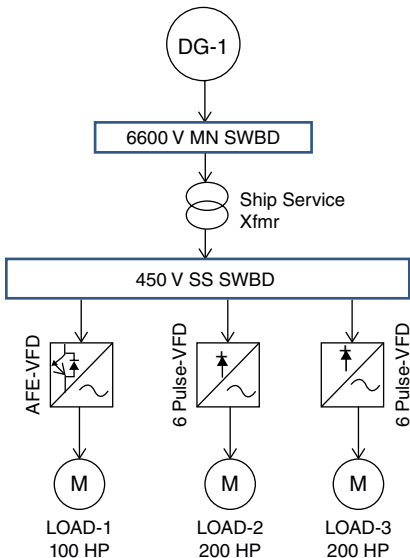 DG-1
6600 V MN SWBD
Ship Service
Xfmr
450 V SS SWBD
AFE-VFD
6 Pulse-VFD
6 Pulse-VFD
M
M
M
LOAD-1
100 HP
LOAD-2
200 HP
LOAD-3
200 HP